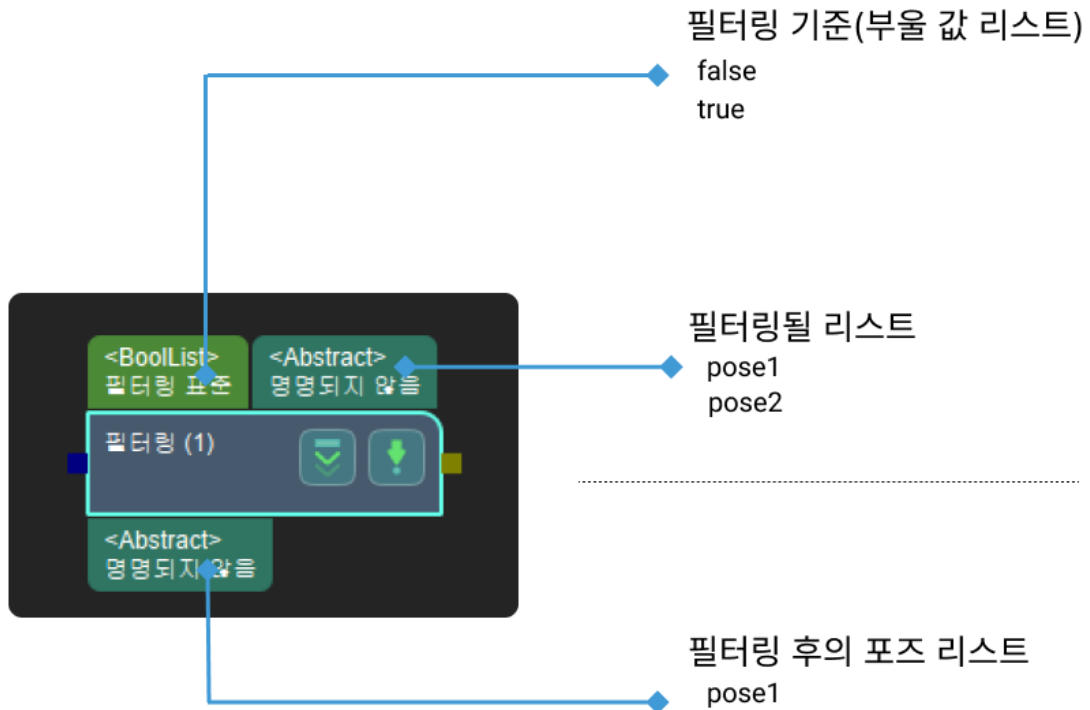 필터링 기준(부울 값 리스트)
false
true
<BoolList>
필터링 표준
<Abstract>
명명되지 않음
필터링될 리스트
pose1
pose2
필터링 (1)
<Abstract>
명명되지 않음
필터링 후의 포즈 리스트
pose1